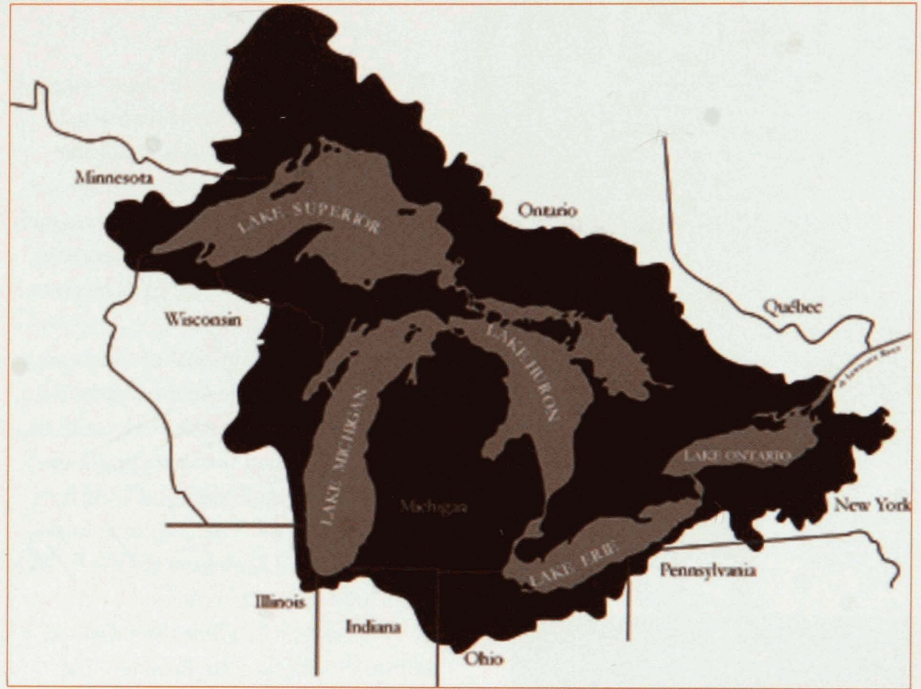 Minnesota
LAKE SUPERIOR
Ontario
Wisconsin
Québec
LAKE HURON
LAKE MICHIGAN
LAKE ONTARIO
Michigan
New York
LAKE ERIE
Pennsylvania
Illinois
Indiana
Ohio